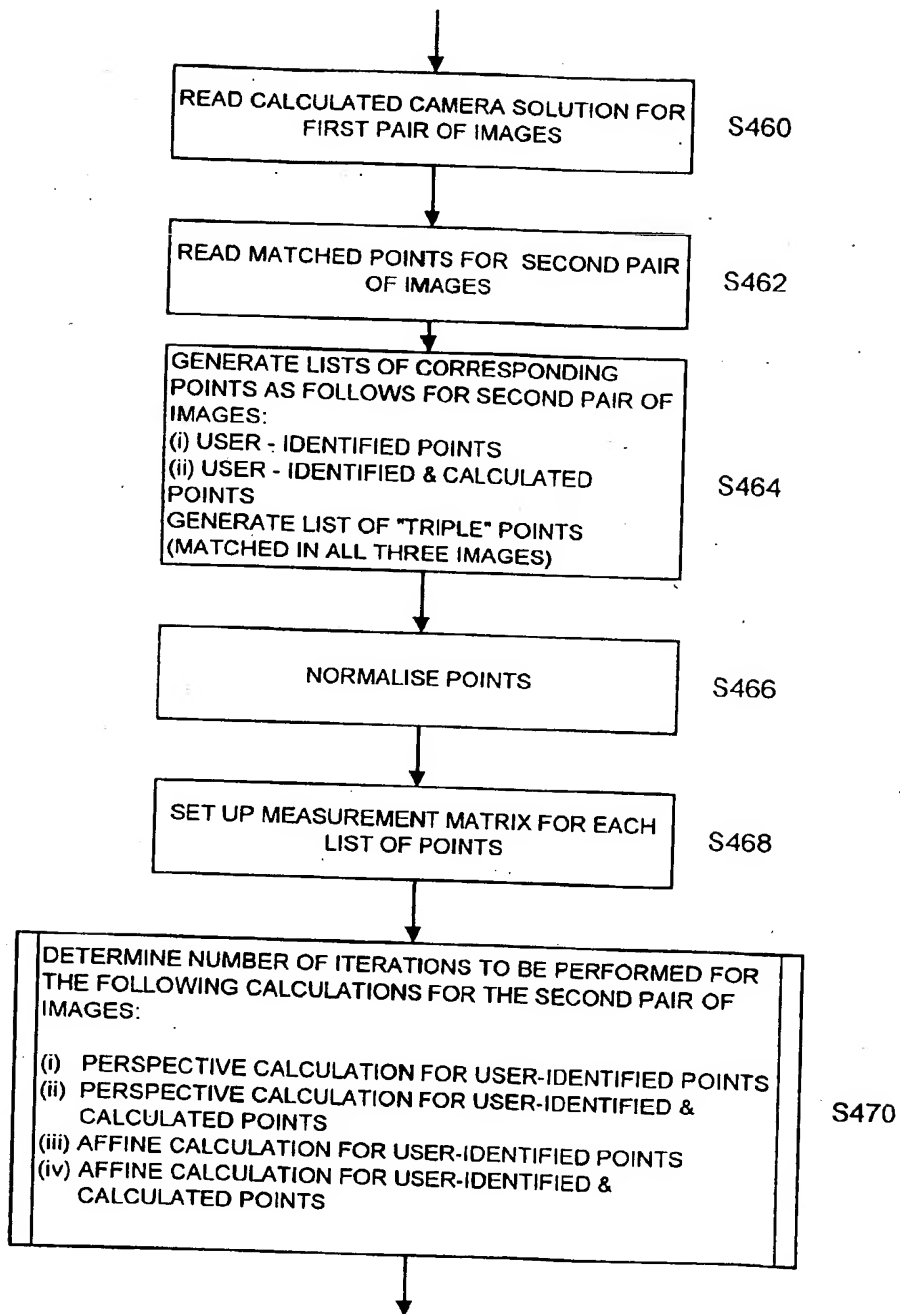 READ CALCULATED CAMERA SOLUTION FOR
FIRST PAIR OF IMAGES
S460
READ MATCHED POINTS FOR SECOND PAIR
OF IMAGES
S462
GENERATE LISTS OF CORRESPONDING
POINTS AS FOLLOWS FOR SECOND PAIR OF
IMAGES:
(i) USER - IDENTIFIED POINTS
(ii) USER - IDENTIFIED & CALCULATED
POINTS
GENERATE LIST OF "TRIPLE" POINTS
(MATCHED IN ALL THREE IMAGES)
S464
NORMALISE POINTS
S466
SET UP MEASUREMENT MATRIX FOR EACH
LIST OF POINTS
S468
DETERMINE NUMBER OF ITERATIONS TO BE PERFORMED FOR
THE FOLLOWING CALCULATIONS FOR THE SECOND PAIR OF
IMAGES:
(i) PERSPECTIVE CALCULATION FOR USER-IDENTIFIED POINTS
(ii) PERSPECTIVE CALCULATION FOR USER-IDENTIFIED &
CALCULATED POINTS
(iii) AFFINE CALCULATION FOR USER-IDENTIFIED POINTS
(iv) AFFINE CALCULATION FOR USER-IDENTIFIED &
CALCULATED POINTS
S470